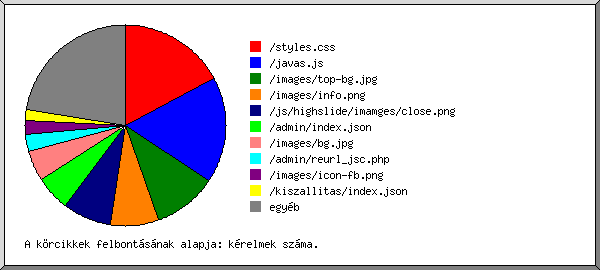 /styles.css
/javas.js
/images/top-bg.jpg
/images/info.png
/js/highslide/imamges/close.png
/admin/index.json
/images/bg.jpg
/admin/reurl_jsc.php
/images/icon-fb.png
/kiszallitas/index.json
egyéb
A körcikkek felbontásának alapja: kérelmek száma.